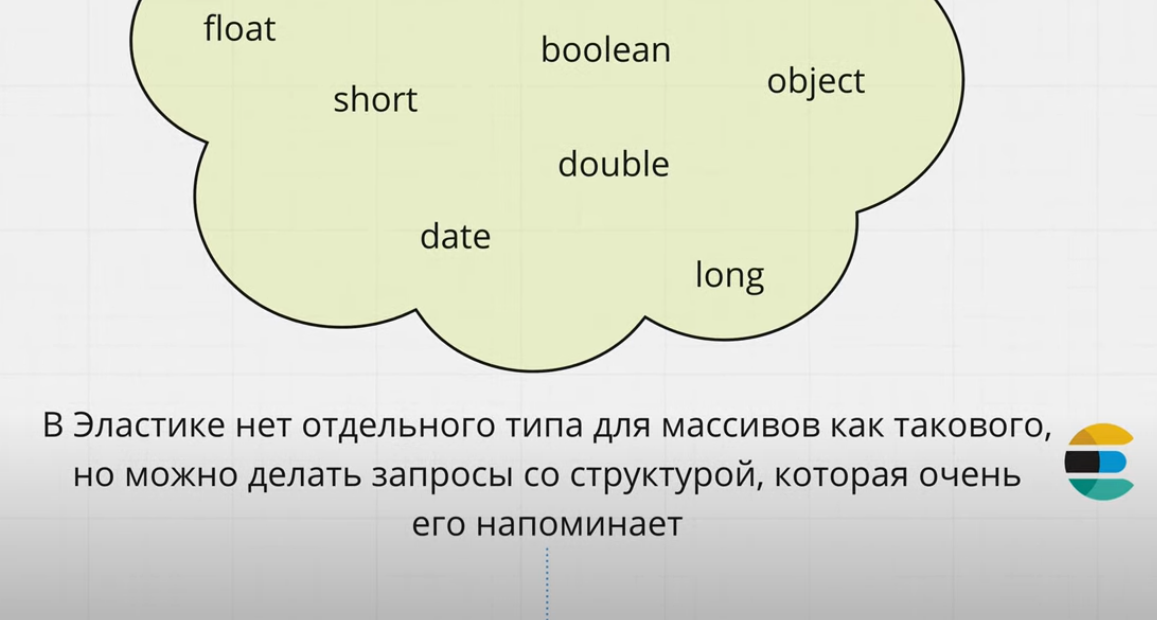 float
boolean
object
short
double
date
long
В Эластике нет отдельного типа для массивов как такового,
но можно делать запросы со структурой, которая очень
его напоминает